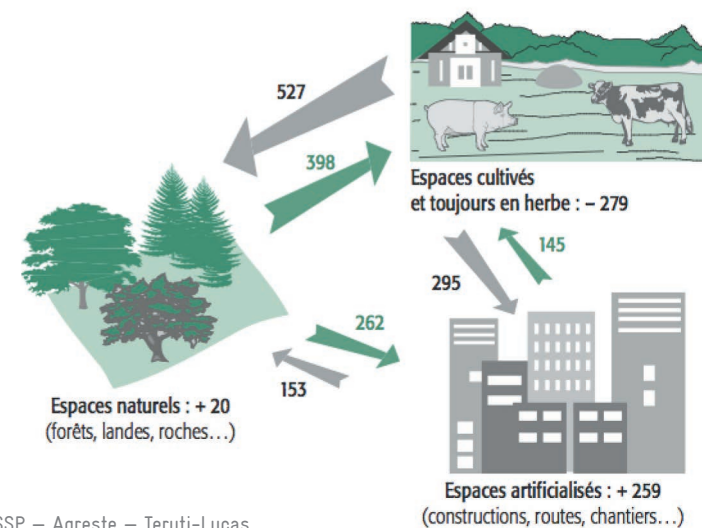 527
398
Espaces cultivés
et toujours en herbe : – 279
145
295
262
153
Espaces naturels : + 20
(forêts, landes, roches...)
Espaces artificialisés : + 259
(constructions, routes, chantiers...)
SSP – Agreste – Teruti-Lucas